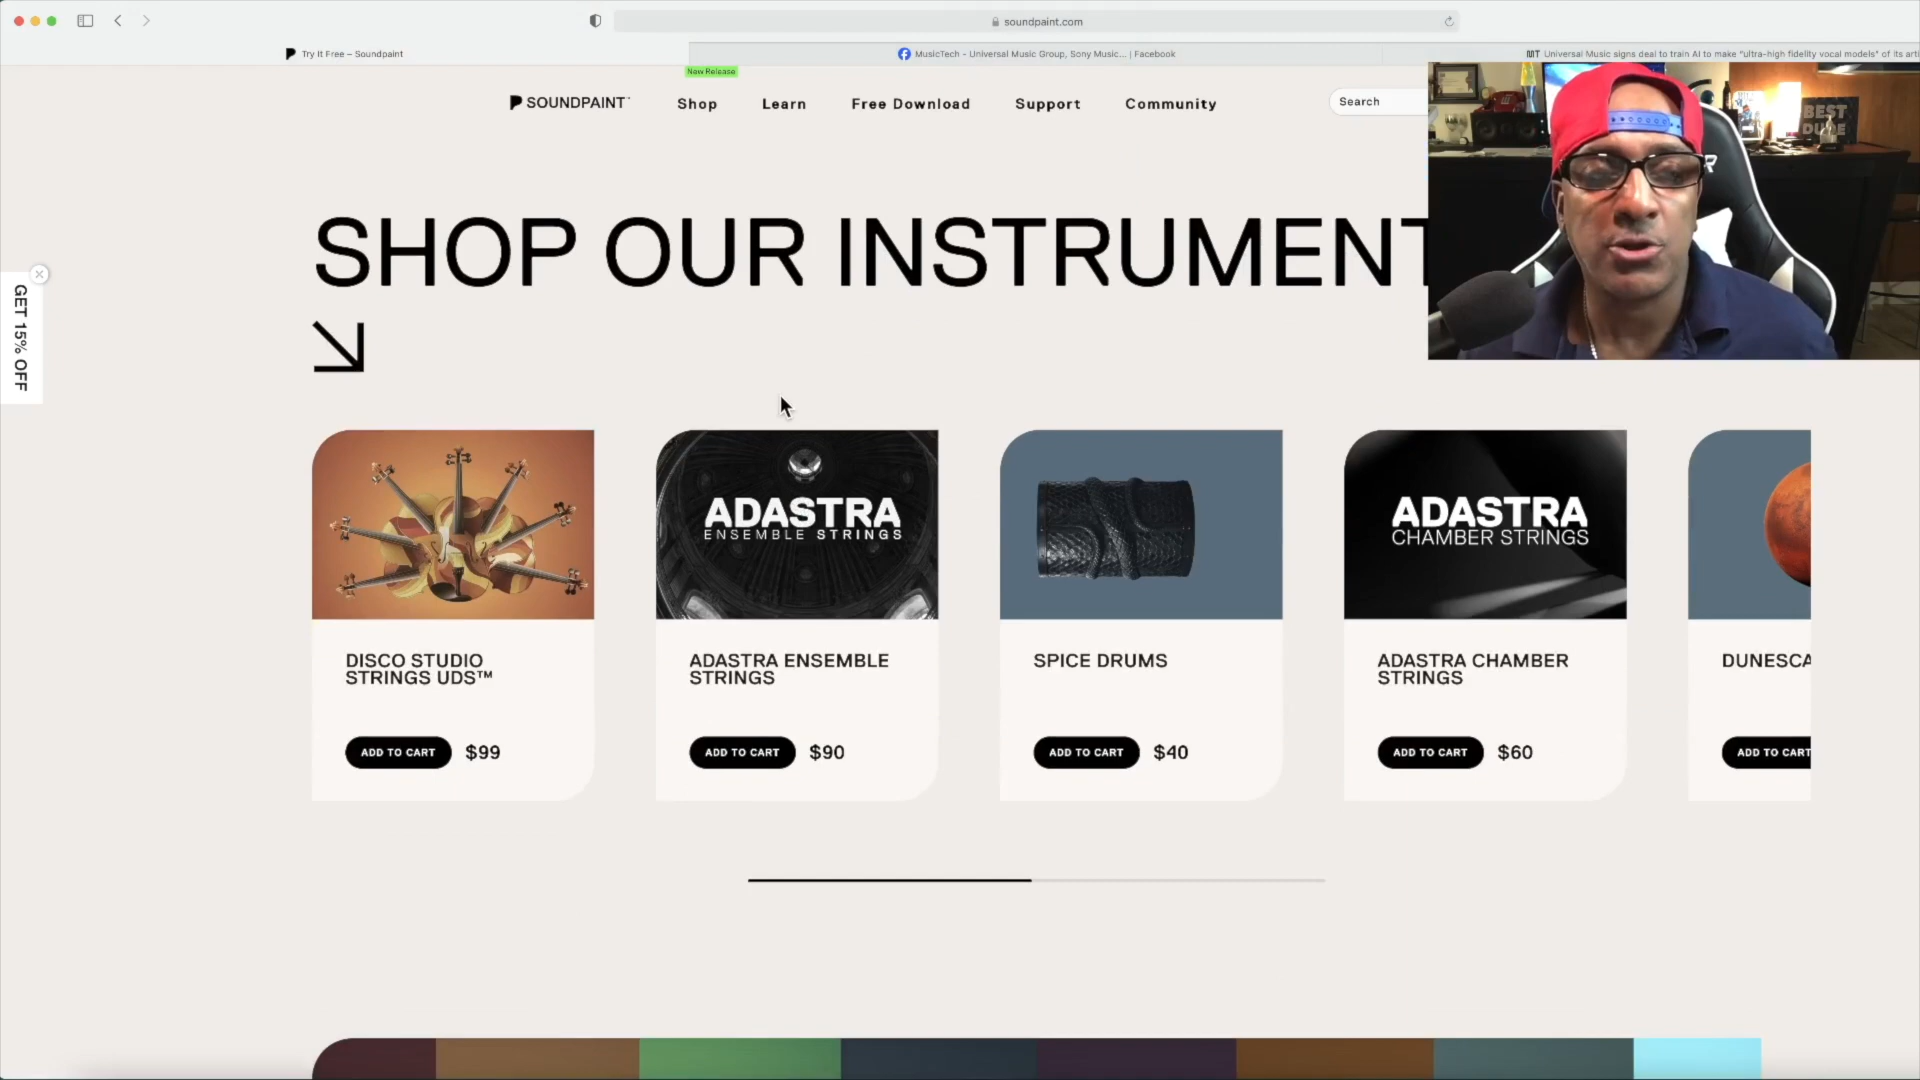 soundpaint.com
Try It Free – Soundpaint
MusicTech - Universal Music Group, Sony Music... | Facebook
MT Universal Music signs deal to train AI to make "ultra-high fidelity vocal models" of its arti
New Release
SOUNDPAINT
Shop
Learn
Free Download
Support
Community
Search
BEST
DUDE
SHOP OUR INSTRUMENT
GET 15% OFF
ADASTRA
ENSEMBLE STRINGS
ADASTRA
CHAMBER STRINGS
DISCO STUDIO
STRINGS UDS™
ADASTRA ENSEMBLE
STRINGS
SPICE DRUMS
ADASTRA CHAMBER
STRINGS
DUNESCA
ADD TO CART $99
ADD TO CART $90
ADD TO CART $40
ADD TO CART $60
ADD TO CART